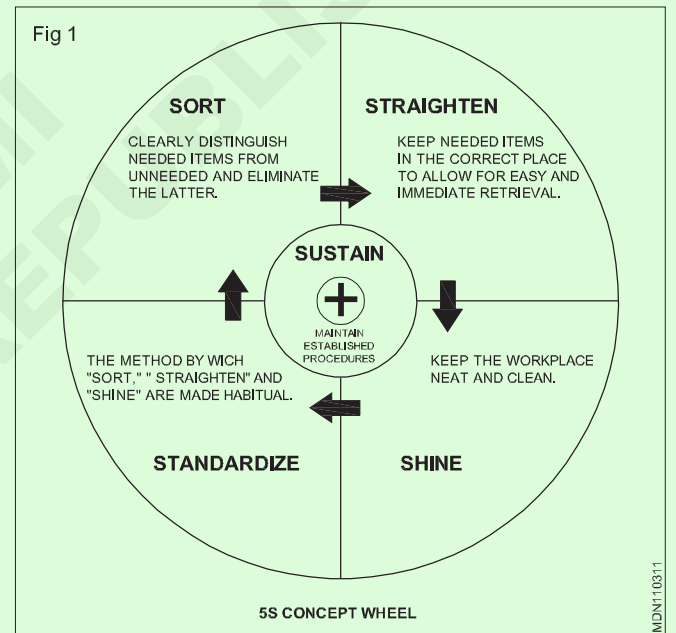 Fig 1
SORT
CLEARLY DISTINGUISH
NEEDED ITEMS FROM
UNNEEDED AND ELIMINATE
THE LATTER.
STRAIGHTEN
KEEP NEEDED ITEMS
IN THE CORRECT PLACE
TO ALLOW FOR EASY AND
IMMEDIATE RETRIEVAL.
SUSTAIN
MAINTAIN
ESTABLISHED
PROCEDURES
THE METHOD BY WICH
"SORT," " STRAIGHTEN" AND
"SHINE" ARE MADE HABITUAL.
STANDARDIZE
KEEP THE WORKPLACE
NEAT AND CLEAN.
SHINE
5S CONCEPT WHEEL
MDN110311